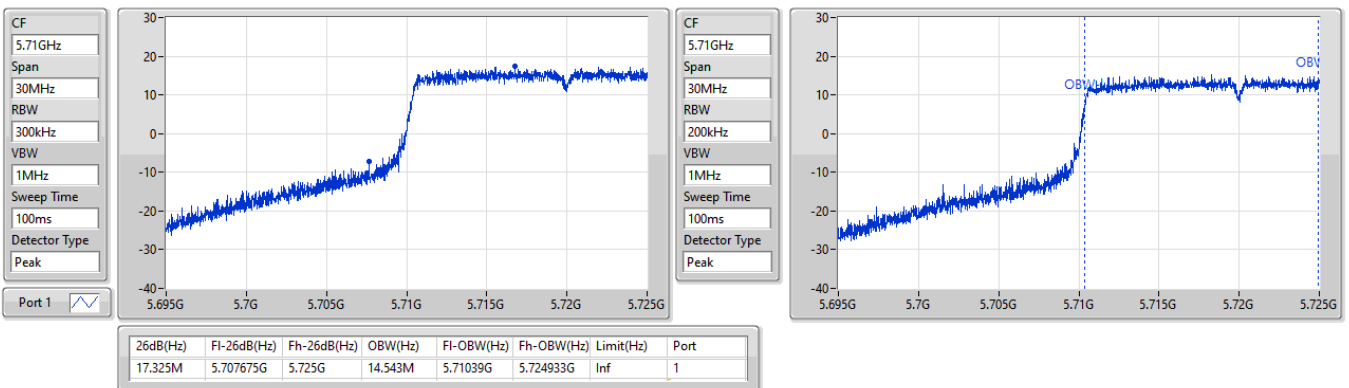 CF
5.71GHz
Span
30MHz
RBW
300kHz
VBW
1MHz
Sweep Time
100ms
Detector Type
Peak
Port 1
30
20
10
0
-10
-20
-30
-40
5.695G 5.7G 5.705G 5.71G 5.715G 5.72G 5.725G
CF
5.71GHz
Span
30MHz
RBW
200kHz
VBW
1MHz
Sweep Time
100ms
Detector Type
Peak
30
20
10
0
-10
-20
-30
-40
OBW
OBV
5.695G 5.7G 5.705G 5.71G 5.715G 5.72G 5.725G
26dB(Hz) Fl-26dB(Hz) Fh-26dB(Hz) OBW(Hz) Fl-OBW(Hz) Fh-OBW(Hz) Limit(Hz) Port
17.325M 5.707675G 5.725G 14.543M 5.71039G 5.724933G Inf 1